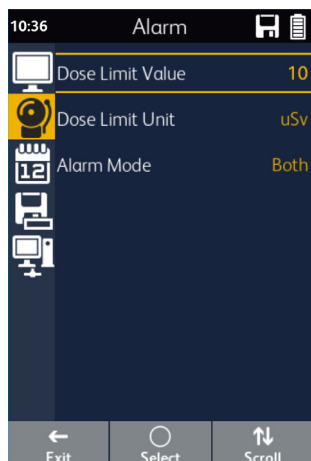 10:36 Alarm
Dose Limit Value 10
Dose Limit Unit uSv
12
Alarm Mode Both
Exit Select Scroll